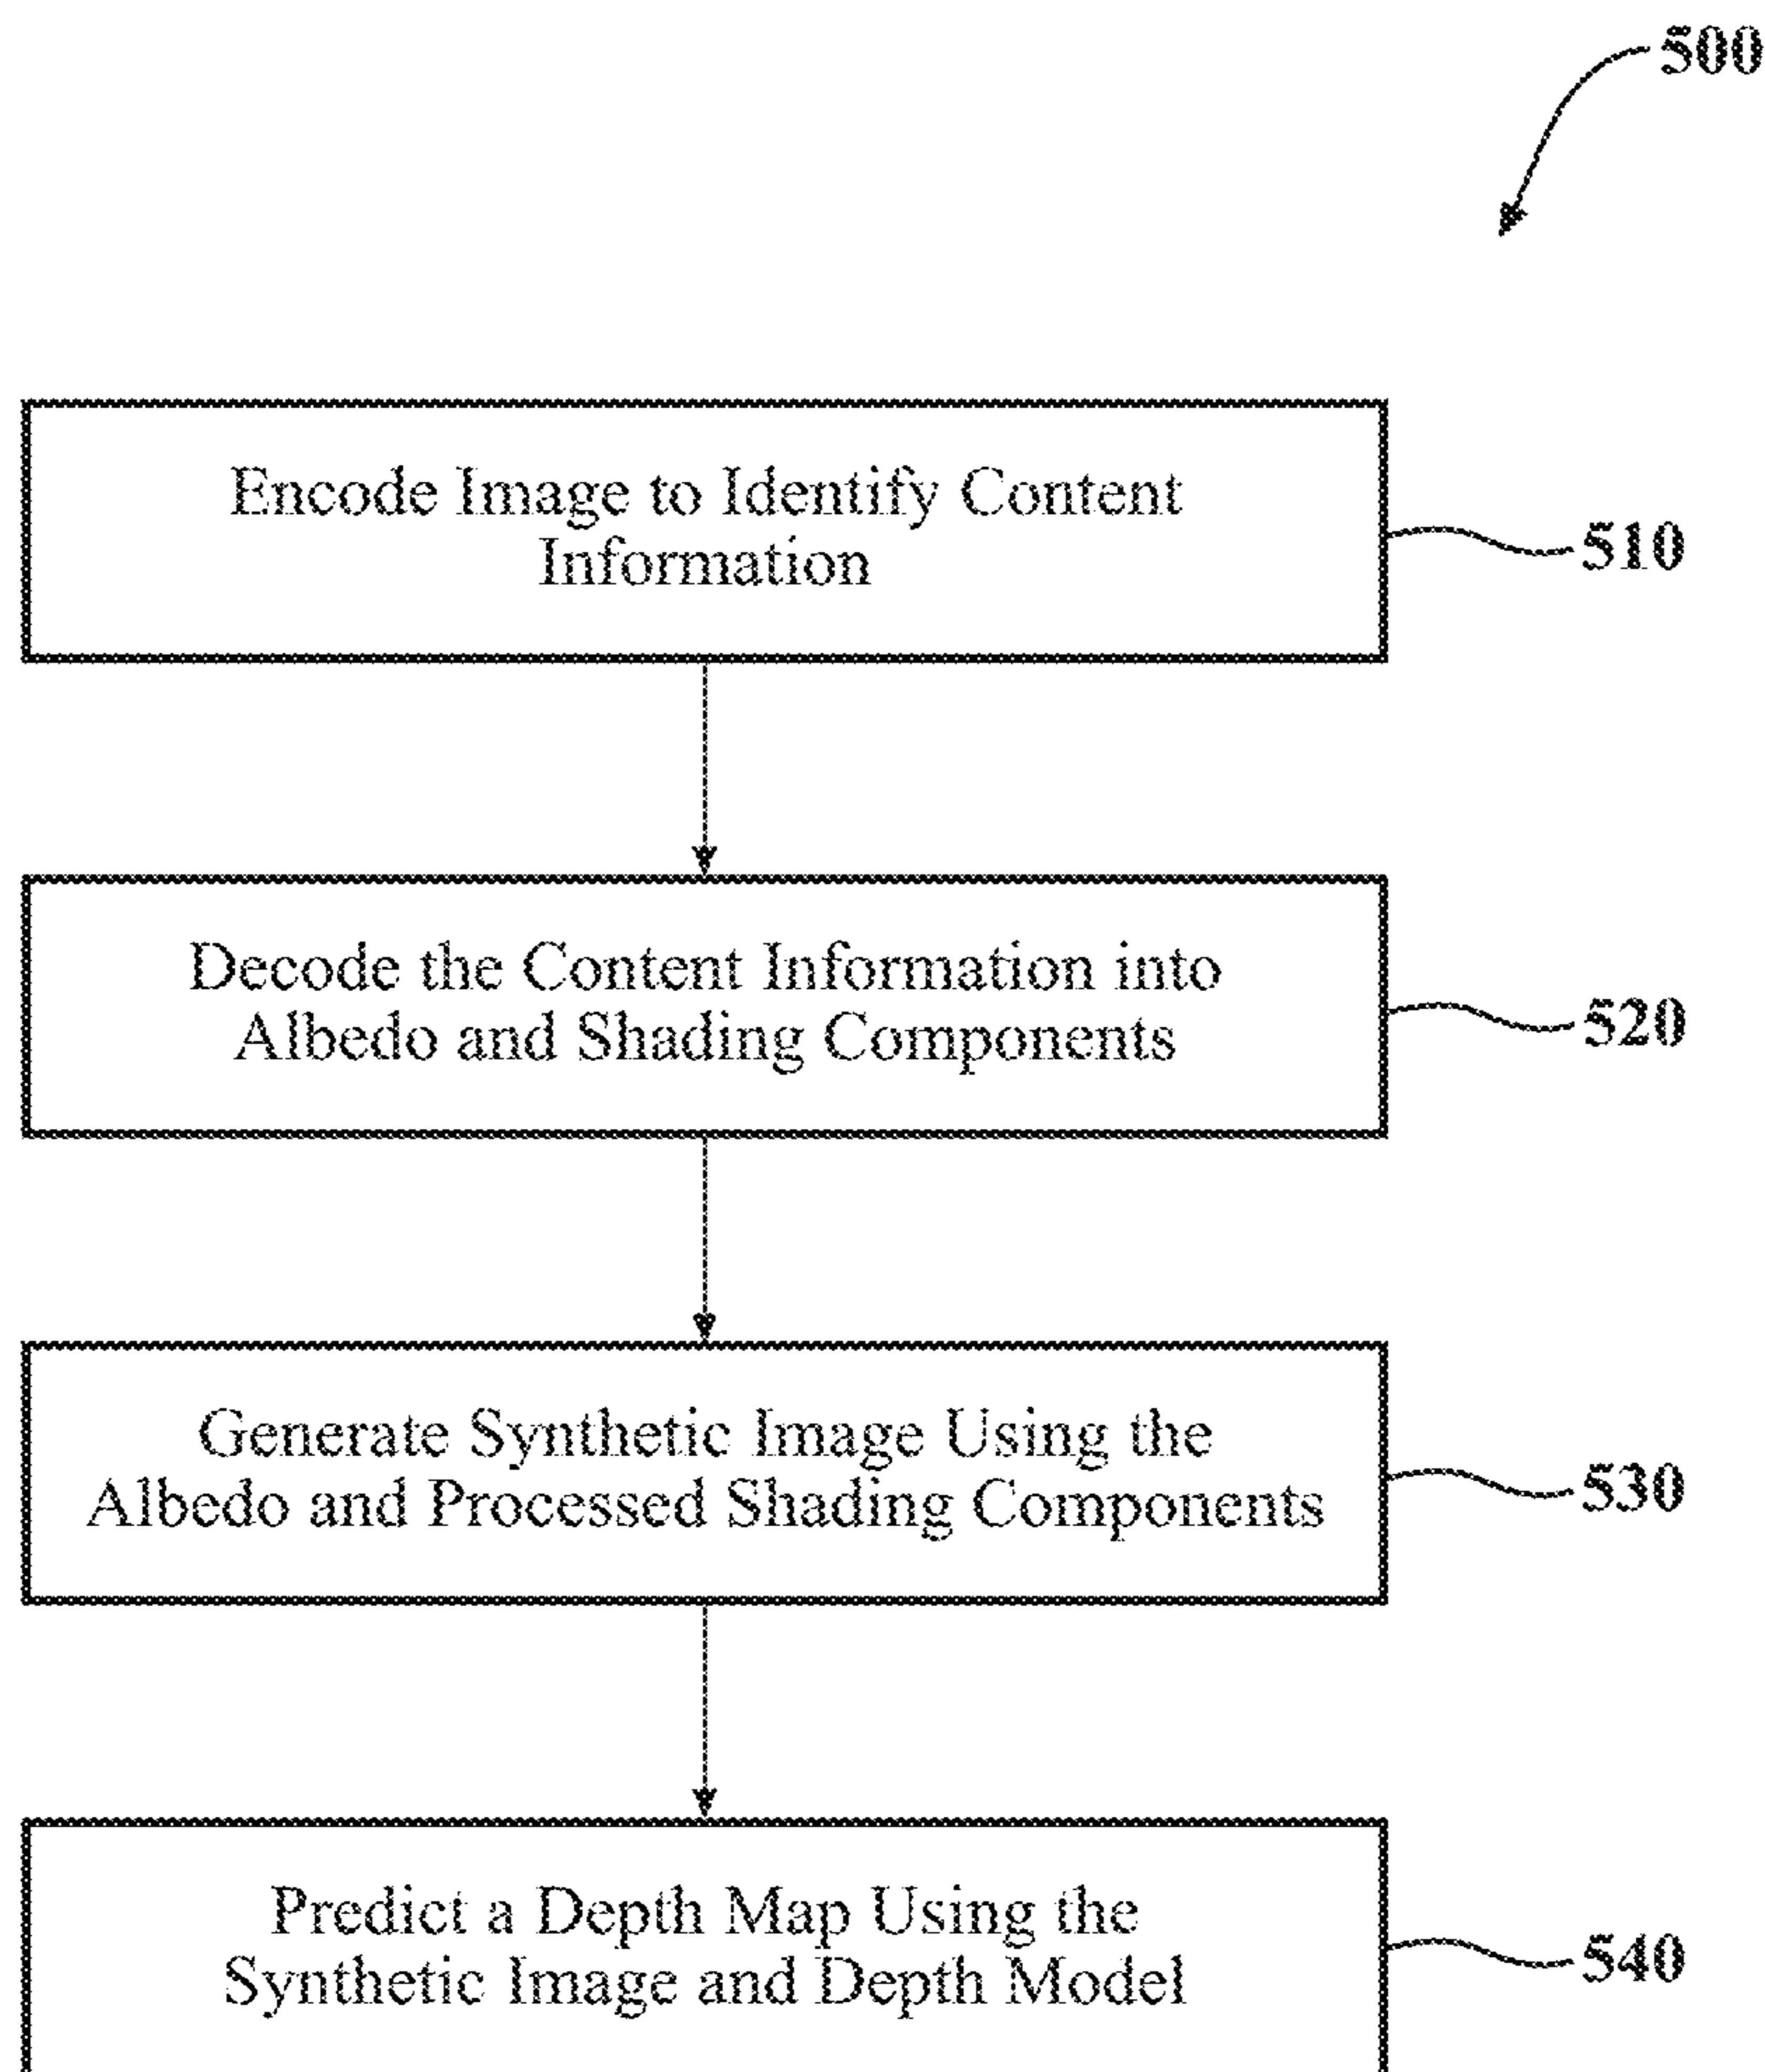 500
Encode Image to Identify Content
Information
510
Decode the Content Information into
Albedo and Shading Components
520
Generate Synthetic Image Using the
Albedo and Processed Shading Components
530
Predict a Depth Map Using the
Synthetic Image and Depth Model
540